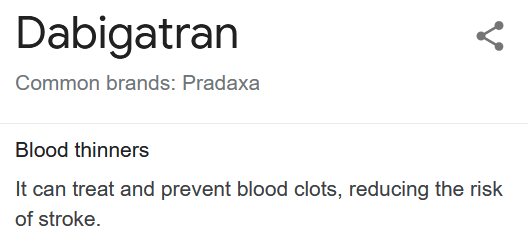 Dabigatran
Common brands: Pradaxa
Blood thinners
It can treat and prevent blood clots, reducing the risk
of stroke.